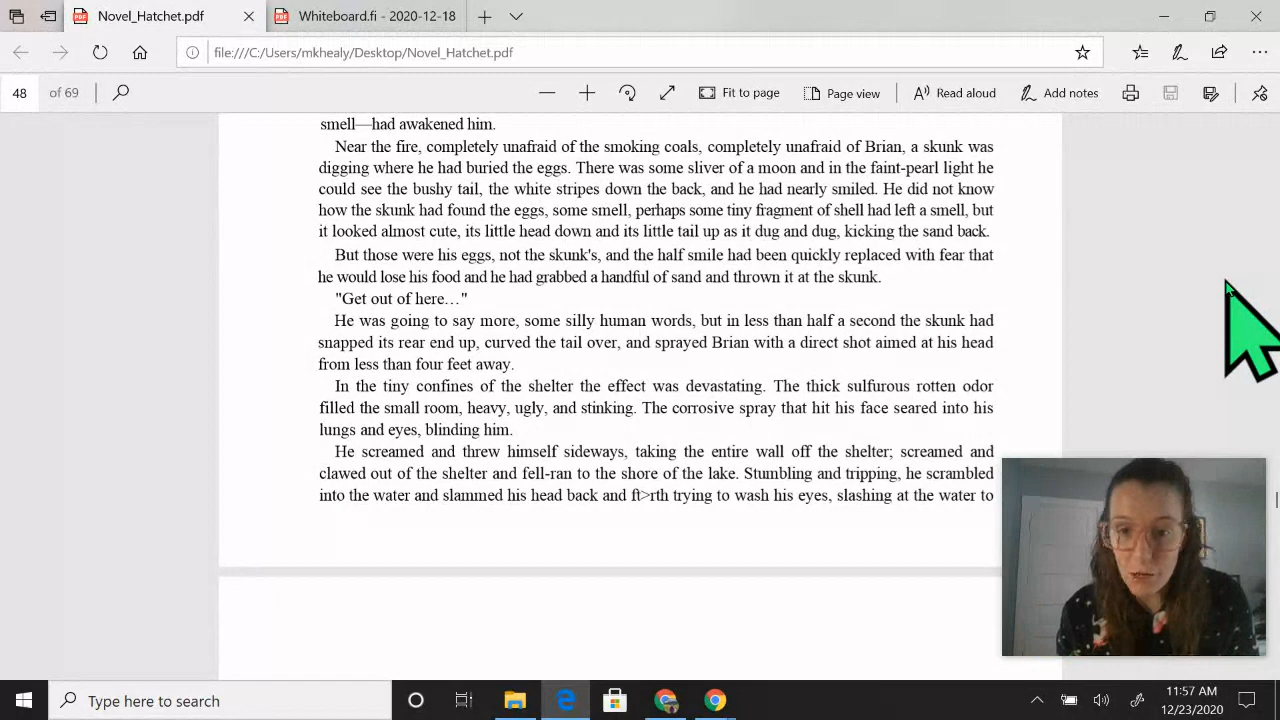 Novel_Hatchet.pdf
Whiteboard.fi - 2020-12-18
file:///C:/Users/mkhealy/Desktop/Novel_Hatchet.pdf
48 of 69
Fit to page
Page view
Read aloud
Add notes
smell—had awakened him.
Near the fire, completely unafraid of the smoking coals, completely unafraid of Brian, a skunk was
digging where he had buried the eggs. There was some sliver of a moon and in the faint-pearl light he
could see the bushy tail, the white stripes down the back, and he had nearly smiled. He did not know
how the skunk had found the eggs, some smell, perhaps some tiny fragment of shell had left a smell, but
it looked almost cute, its little head down and its little tail up as it dug and dug, kicking the sand back.
But those were his eggs, not the skunk's, and the half smile had been quickly replaced with fear that
he would lose his food and he had grabbed a handful of sand and thrown it at the skunk.
"Get out of here…"
He was going to say more, some silly human words, but in less than half a second the skunk had
snapped its rear end up, curved the tail over, and sprayed Brian with a direct shot aimed at his head
from less than four feet away.
In the tiny confines of the shelter the effect was devastating. The thick sulfurous rotten odor
filled the small room, heavy, ugly, and stinking. The corrosive spray that hit his face seared into his
lungs and eyes, blinding him.
He screamed and threw himself sideways, taking the entire wall off the shelter; screamed and
clawed out of the shelter and fell-ran to the shore of the lake. Stumbling and tripping, he scrambled
into the water and slammed his head back and ft>rth trying to wash his eyes, slashing at the water to
Type here to search
11:57 AM
12/23/2020